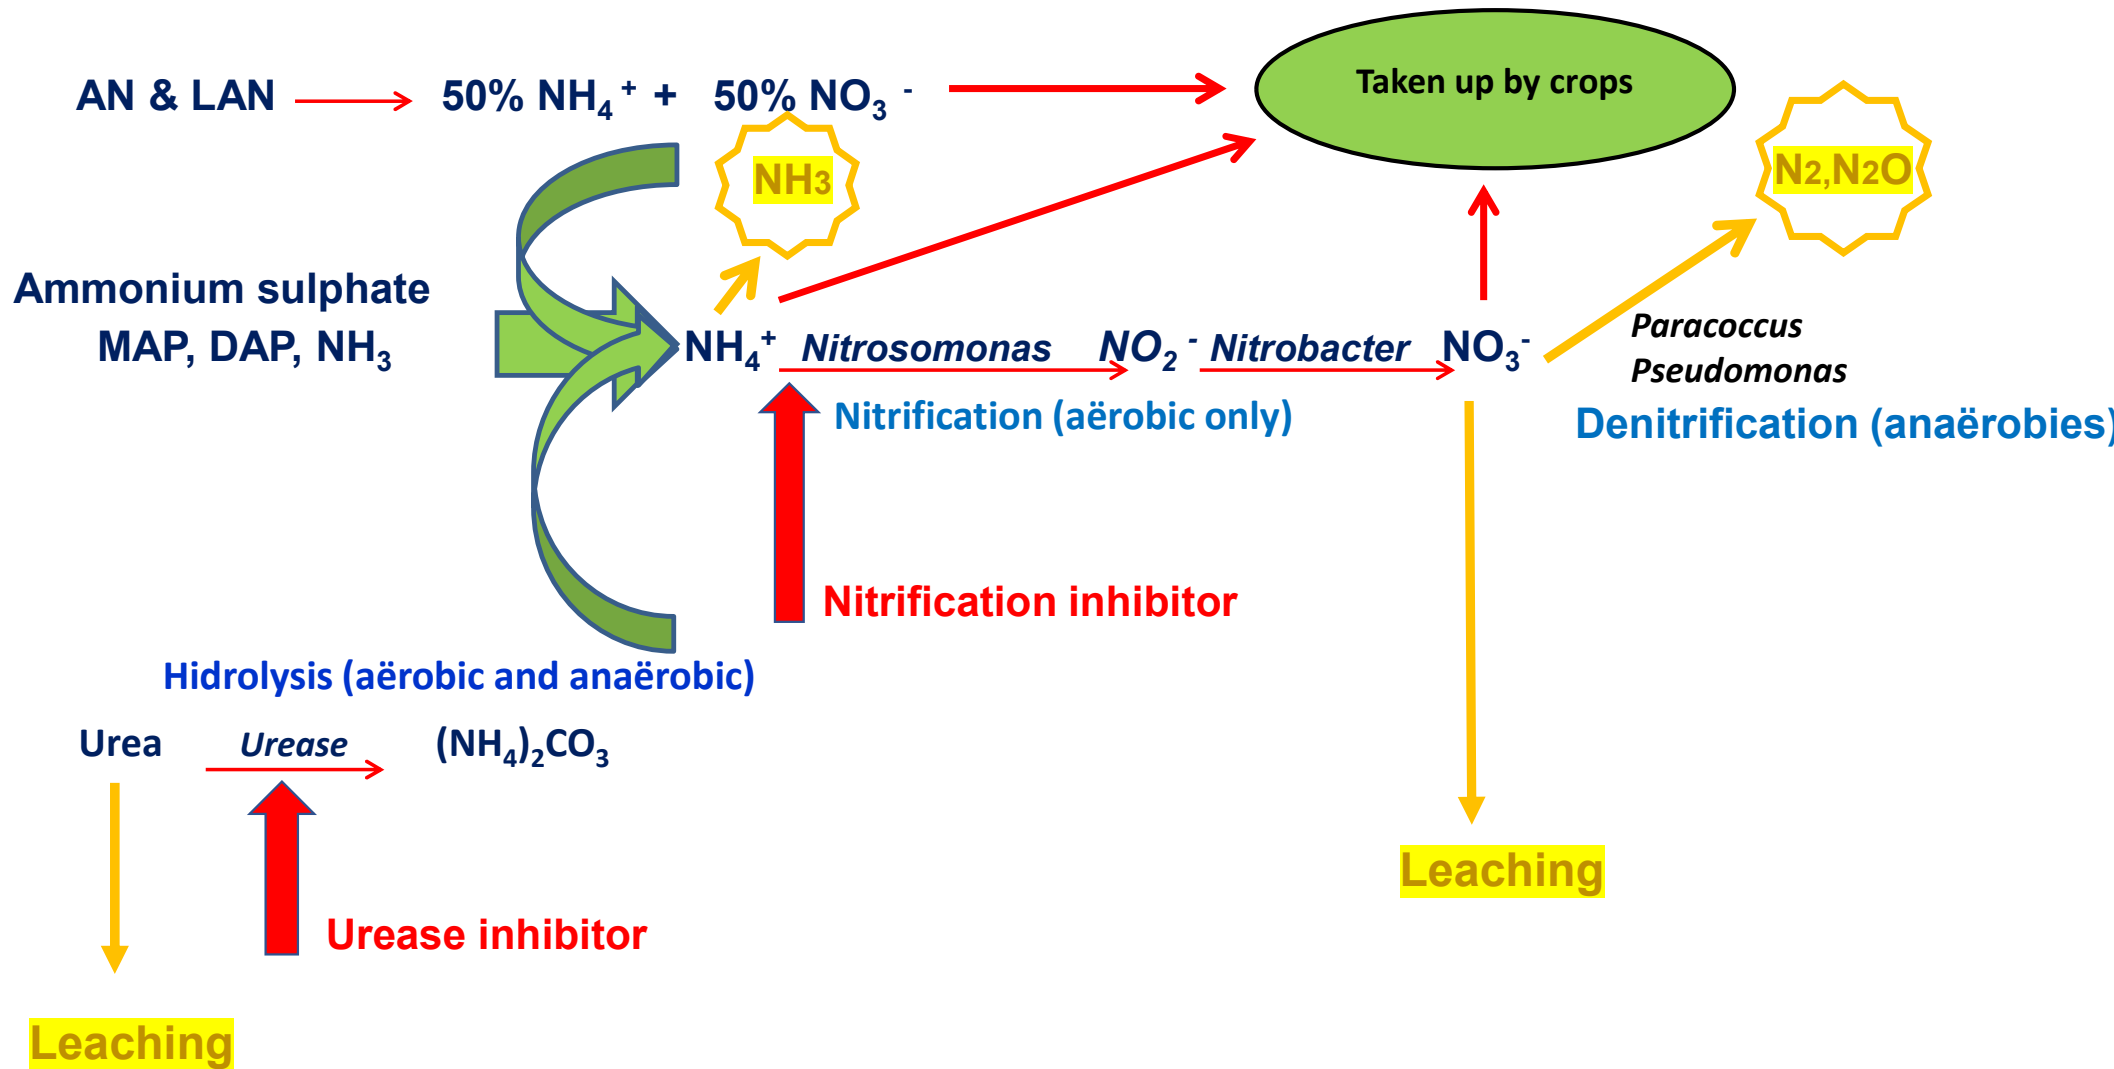 AN & LAN 50% NH₄⁺ + 50% NO₃⁻
Taken up by crops
NH3
N2,N2O
Ammonium sulphate
MAP, DAP, NH₃
NH₄⁺ Nitrosomonas NO₂⁻ Nitrobacter NO₃⁻
Paracoccus
Pseudomonas
Nitrification (aërobic only)
Denitrification (anaërobies)
Nitrification inhibitor
Hidrolysis (aërobic and anaërobic)
Urea Urease (NH₄)₂CO₃
Leaching
Urease inhibitor
Leaching